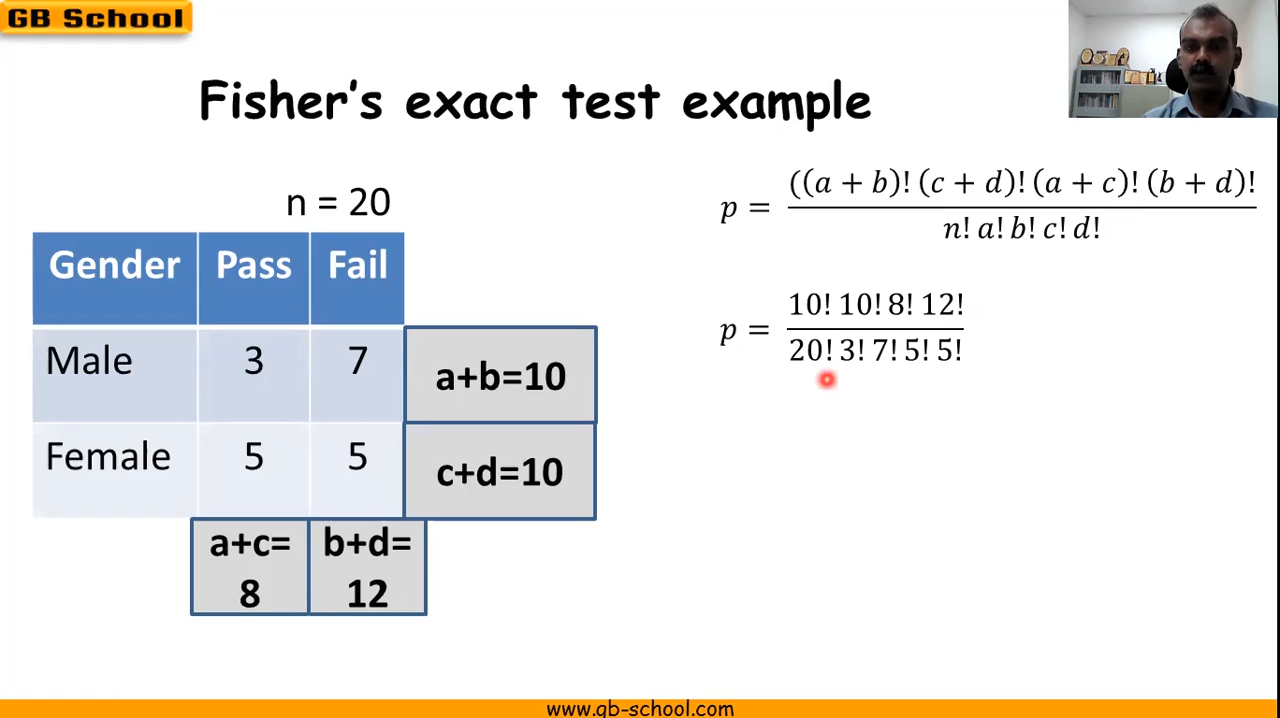 GB School
Fisher's exact test example
n = 20
Gender Pass Fail
Male 3 7 a+b=10
Female 5 5 c+d=10
a+c= b+d=
8 12
p = ((a + b)! (c + d)! (a + c)! (b + d)! / n! a! b! c! d!
p = 10! 10! 8! 12! / 20! 3! 7! 5! 5!
www.gb-school.com